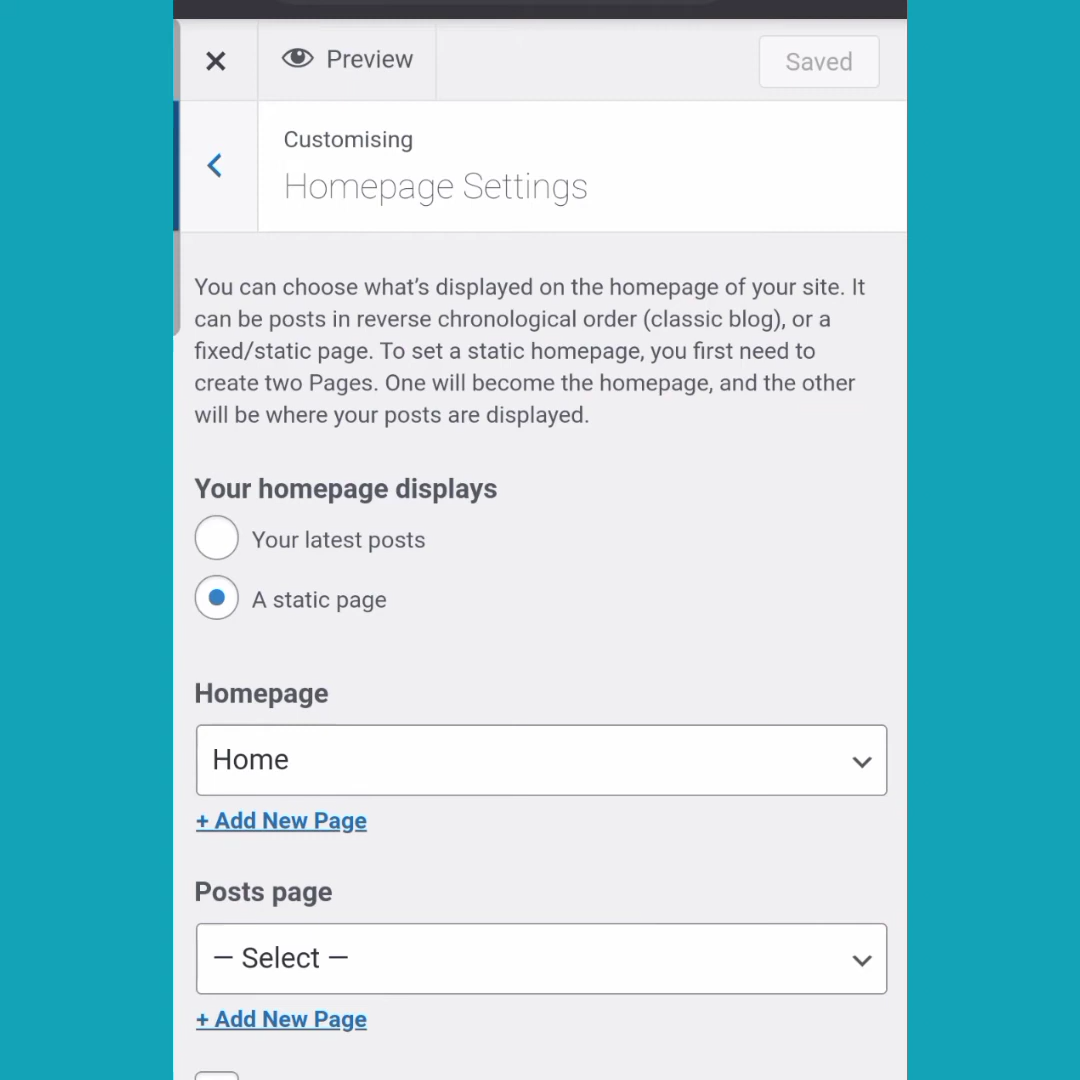 Preview
Saved
Customising
Homepage Settings
You can choose what’s displayed on the homepage of your site. It
can be posts in reverse chronological order (classic blog), or a
fixed/static page. To set a static homepage, you first need to
create two Pages. One will become the homepage, and the other
will be where your posts are displayed.
Your homepage displays
Your latest posts
A static page
Homepage
Home
+ Add New Page
Posts page
— Select —
+ Add New Page